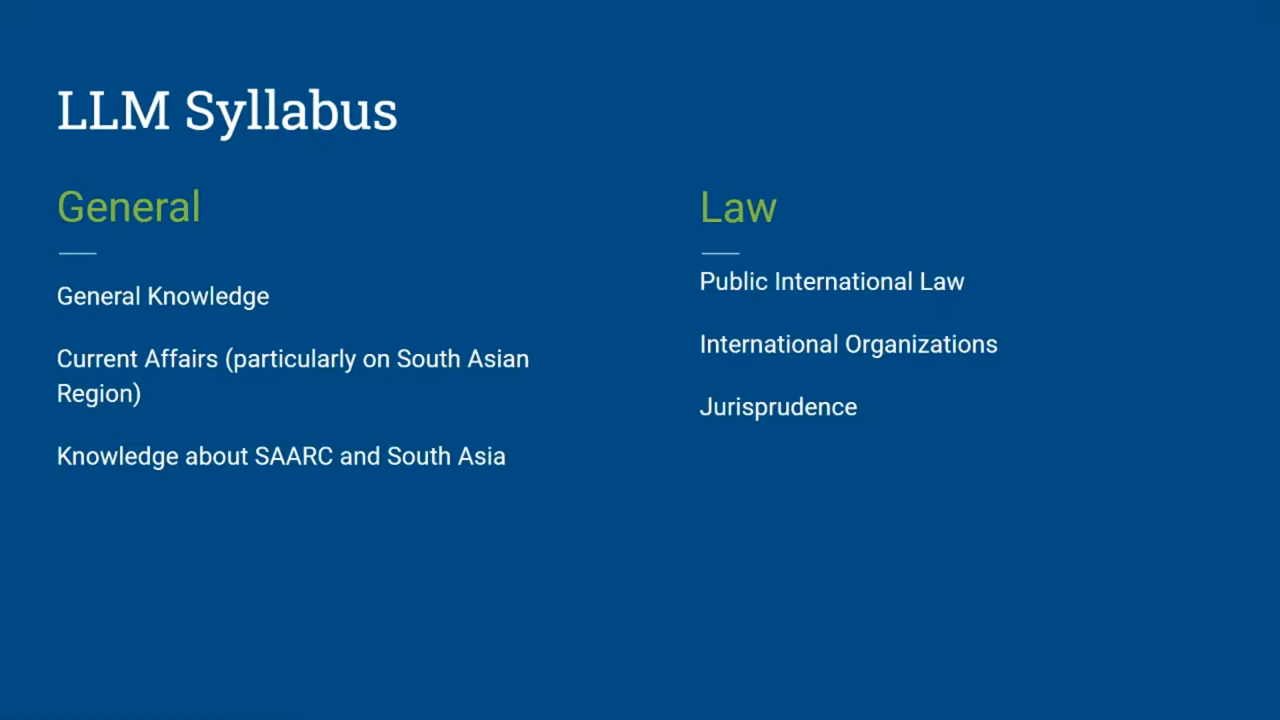 LLM Syllabus
General
General Knowledge
Current Affairs (particularly on South Asian
Region)
Knowledge about SAARC and South Asia
Law
Public International Law
International Organizations
Jurisprudence